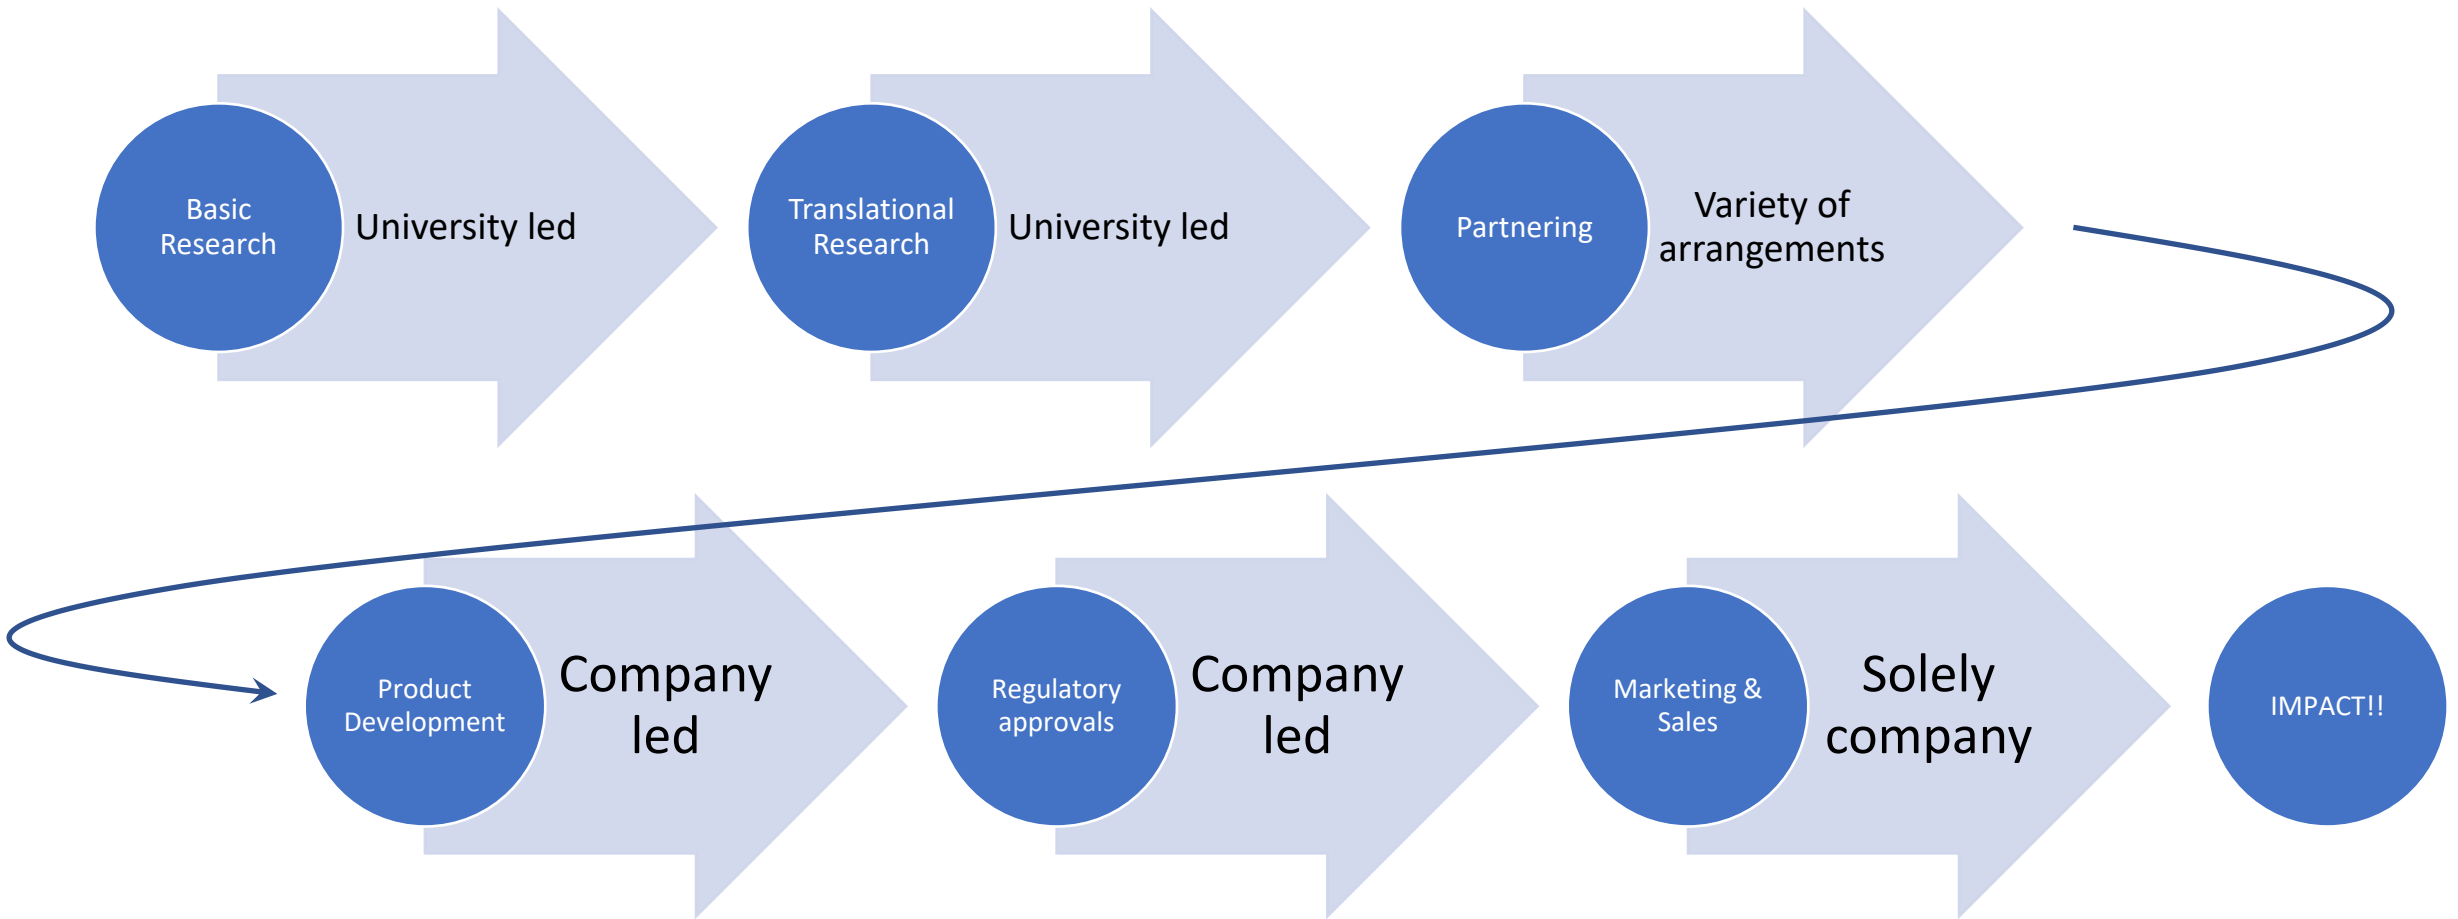 Basic
Research
University led
Translational
Research
University led
Partnering
Variety of
arrangements
Product
Development
Company
led
Regulatory
approvals
Company
led
Marketing &
Sales
Solely
company
IMPACT!!